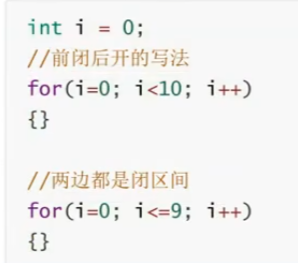 int i = 0;
//前闭后开的写法
for(i=0; i<10; i++)
{}
//两边都是闭区间
for(i=0; i<=9; i++)
{}